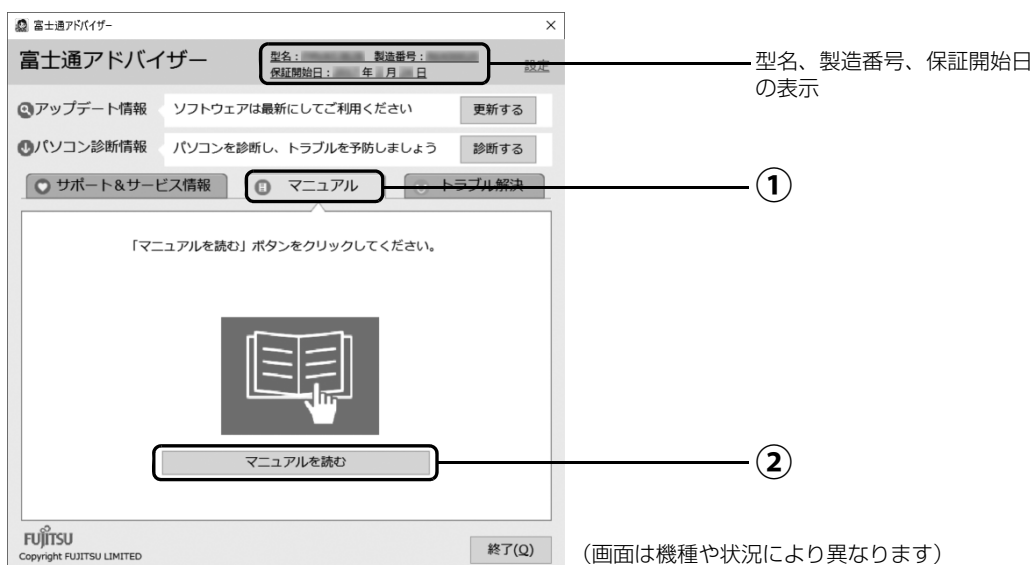 富士通アドバイザー
×
富士通アドバイザー
型名： 製造番号：
保証開始日： 年 月 日
設定
型名、製造番号、保証開始日
の表示
アップデート情報
ソフトウェアは最新にしてご利用ください
更新する
パソコン診断情報
パソコンを診断し、トラブルを予防しましょう
診断する
サポート&サービス情報
マニュアル
トラブル解決
①
「マニュアルを読む」ボタンをクリックしてください。
マニュアルを読む
②
FUJITSU
Copyright FUJITSU LIMITED
終了(Q)
（画面は機種や状況により異なります）